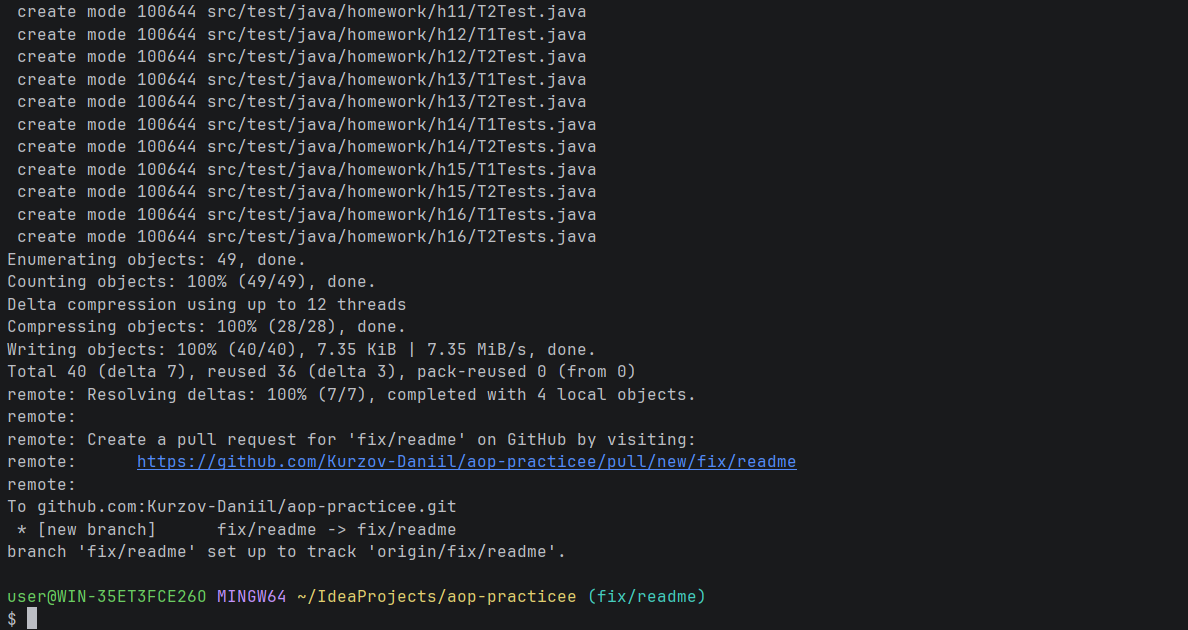 create mode 100644 src/test/java/homework/h11/T2Test.java
create mode 100644 src/test/java/homework/h12/T1Test.java
create mode 100644 src/test/java/homework/h12/T2Test.java
create mode 100644 src/test/java/homework/h13/T1Test.java
create mode 100644 src/test/java/homework/h13/T2Test.java
create mode 100644 src/test/java/homework/h14/T1Tests.java
create mode 100644 src/test/java/homework/h14/T2Tests.java
create mode 100644 src/test/java/homework/h15/T1Tests.java
create mode 100644 src/test/java/homework/h15/T2Tests.java
create mode 100644 src/test/java/homework/h16/T1Tests.java
create mode 100644 src/test/java/homework/h16/T2Tests.java
Enumerating objects: 49, done.
Counting objects: 100% (49/49), done.
Delta compression using up to 12 threads
Compressing objects: 100% (28/28), done.
Writing objects: 100% (40/40), 7.35 KiB | 7.35 MiB/s, done.
Total 40 (delta 7), reused 36 (delta 3), pack-reused 0 (from 0)
remote: Resolving deltas: 100% (7/7), completed with 4 local objects.
remote:
remote: Create a pull request for 'fix/readme' on GitHub by visiting:
remote:      https://github.com/Kurzov-Daniil/aop-practicee/pull/new/fix/readme
remote:
To github.com:Kurzov-Daniil/aop-practicee.git
 * [new branch]      fix/readme -> fix/readme
branch 'fix/readme' set up to track 'origin/fix/readme'.
user@WIN-35ET3FCE26O MINGW64 ~/IdeaProjects/aop-practicee (fix/readme)
$